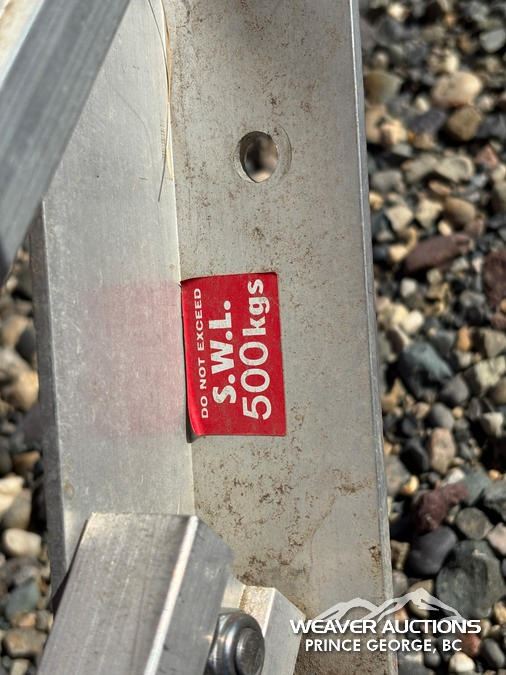 DO NOT EXCEED
S.W.L.
500kgs
WEAVER AUCTIONS
PRINCE GEORGE, BC